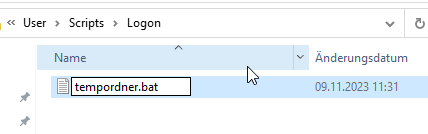 « User > Scripts > Logon
Name Änderungsdatum
tempordner.bat 09.11.2023 11:31